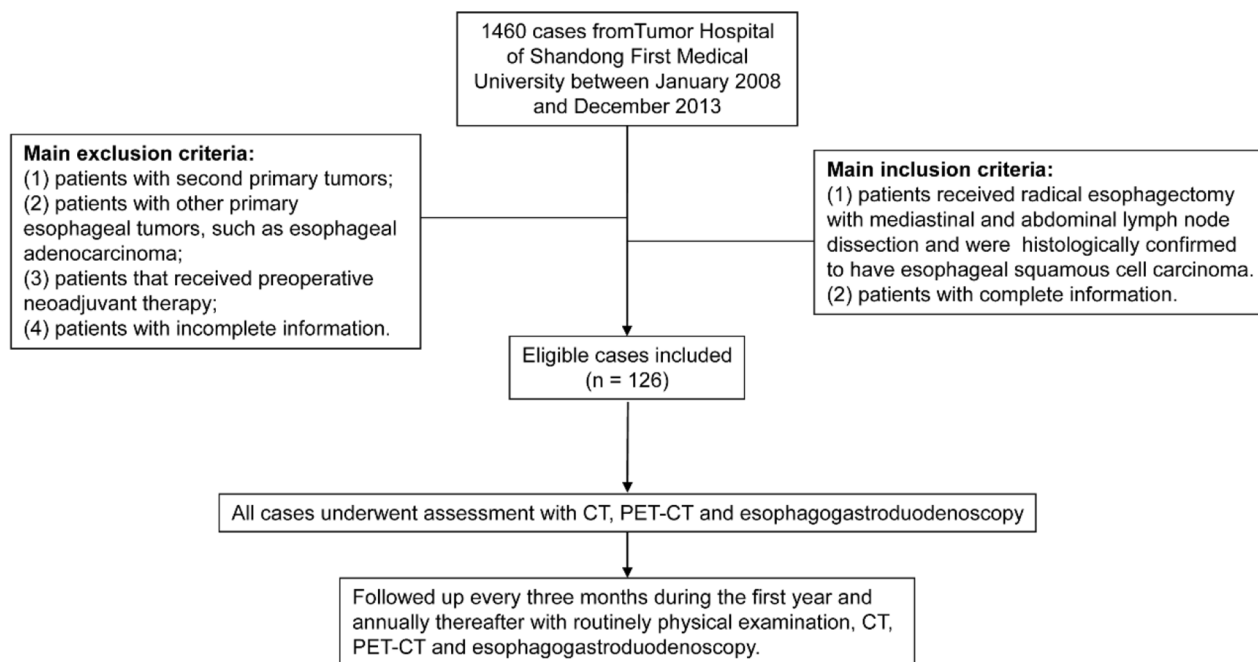 1460 cases fromTumor Hospital
of Shandong First Medical
University between January 2008
and December 2013
Main exclusion criteria:
(1) patients with second primary tumors;
(2) patients with other primary
esophageal tumors, such as esophageal
adenocarcinoma;
(3) patients that received preoperative
neoadjuvant therapy;
(4) patients with incomplete information.
Main inclusion criteria:
(1) patients received radical esophagectomy
with mediastinal and abdominal lymph node
dissection and were histologically confirmed
to have esophageal squamous cell carcinoma.
(2) patients with complete information.
Eligible cases included
(n = 126)
All cases underwent assessment with CT, PET-CT and esophagogastroduodenoscopy
Followed up every three months during the first year and
annually thereafter with routinely physical examination, CT,
PET-CT and esophagogastroduodenoscopy.